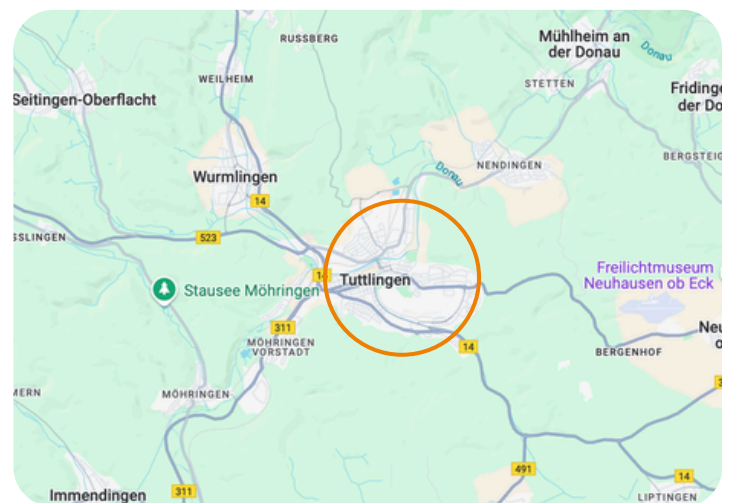 RUSSBERG
Mühlheim an
der Donau
Donau
WEILHEIM
STETTEN
Seitingen-Oberflacht
Fridinge
der Do
BERGSTEIG
NENDINGEN
Donau
Wurmlingen
14
SSLINGEN
523
14
Tuttlingen
Stausee Möhringen
Freilichtmuseum
Neuhausen ob Eck
311
MÖHRINGEN
VORSTADT
14
Neu
o
BERGENHOF
3
MERN
MÖHRINGEN
491
14
Immendingen
311
LIPTINGEN